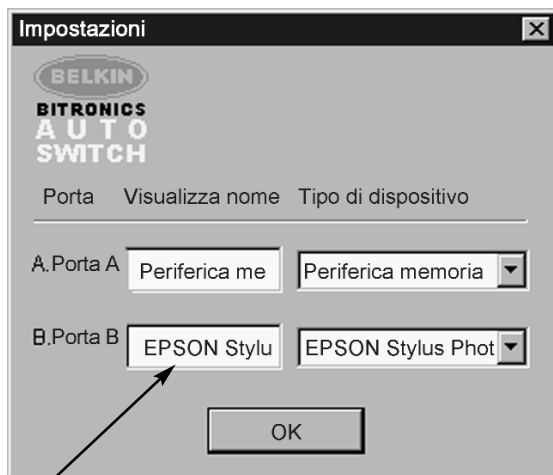 Impostazioni
BELKIN
BITRONICS
AUTO
SWITCH
Porta Visualizza nome Tipo di dispositivo
A.Porta A Periferica me Periferica memoria
B.Porta B EPSON Stylu EPSON Stylus Phot
OK